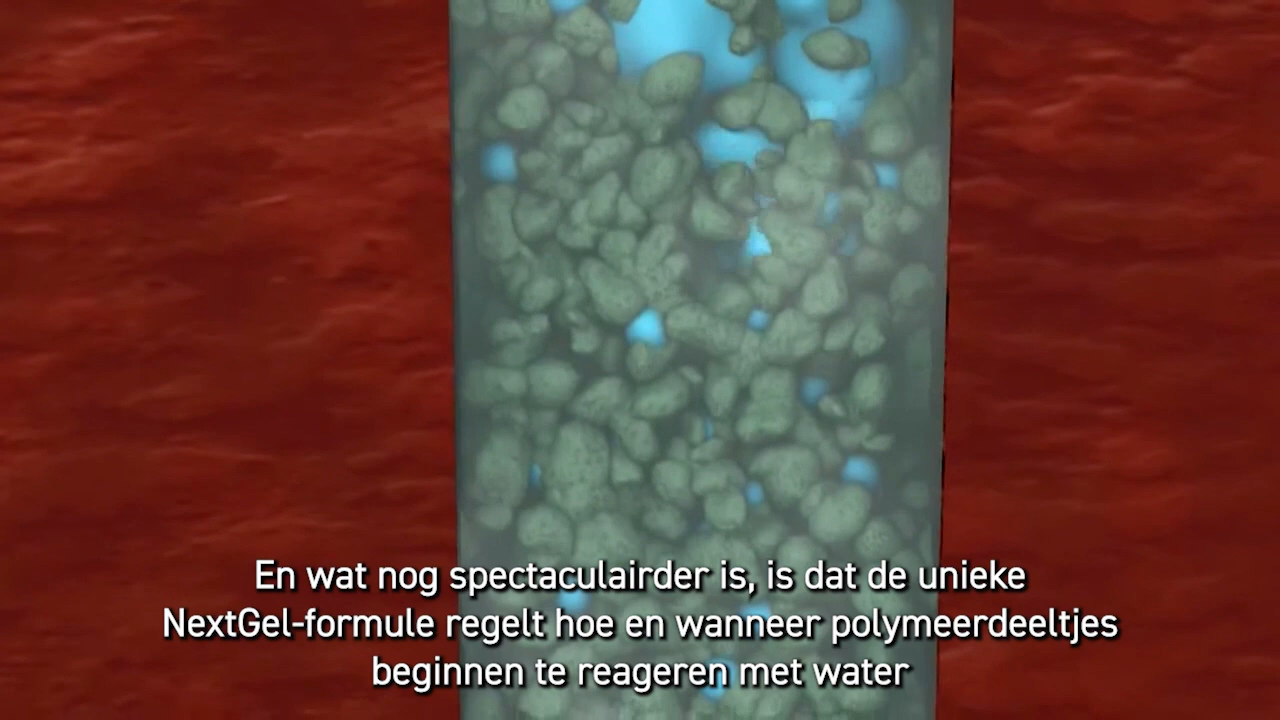 En wat nog spectaculairder is, is dat de unieke
NextGel-formule regelt hoe en wanneer polymeerdeeltjes
beginnen te reageren met water